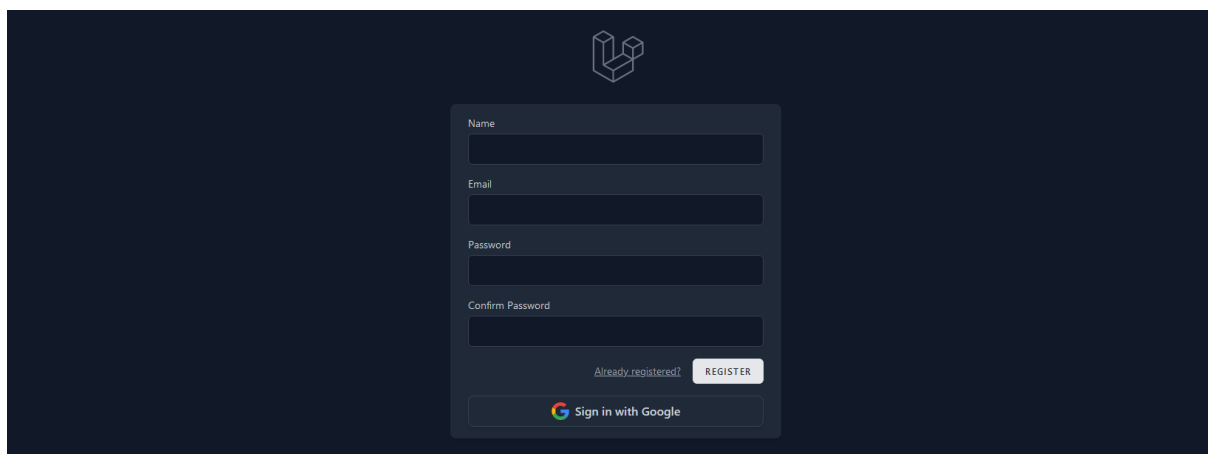 Name
Email
Password
Confirm Password
Already registered? REGISTER
Sign in with Google